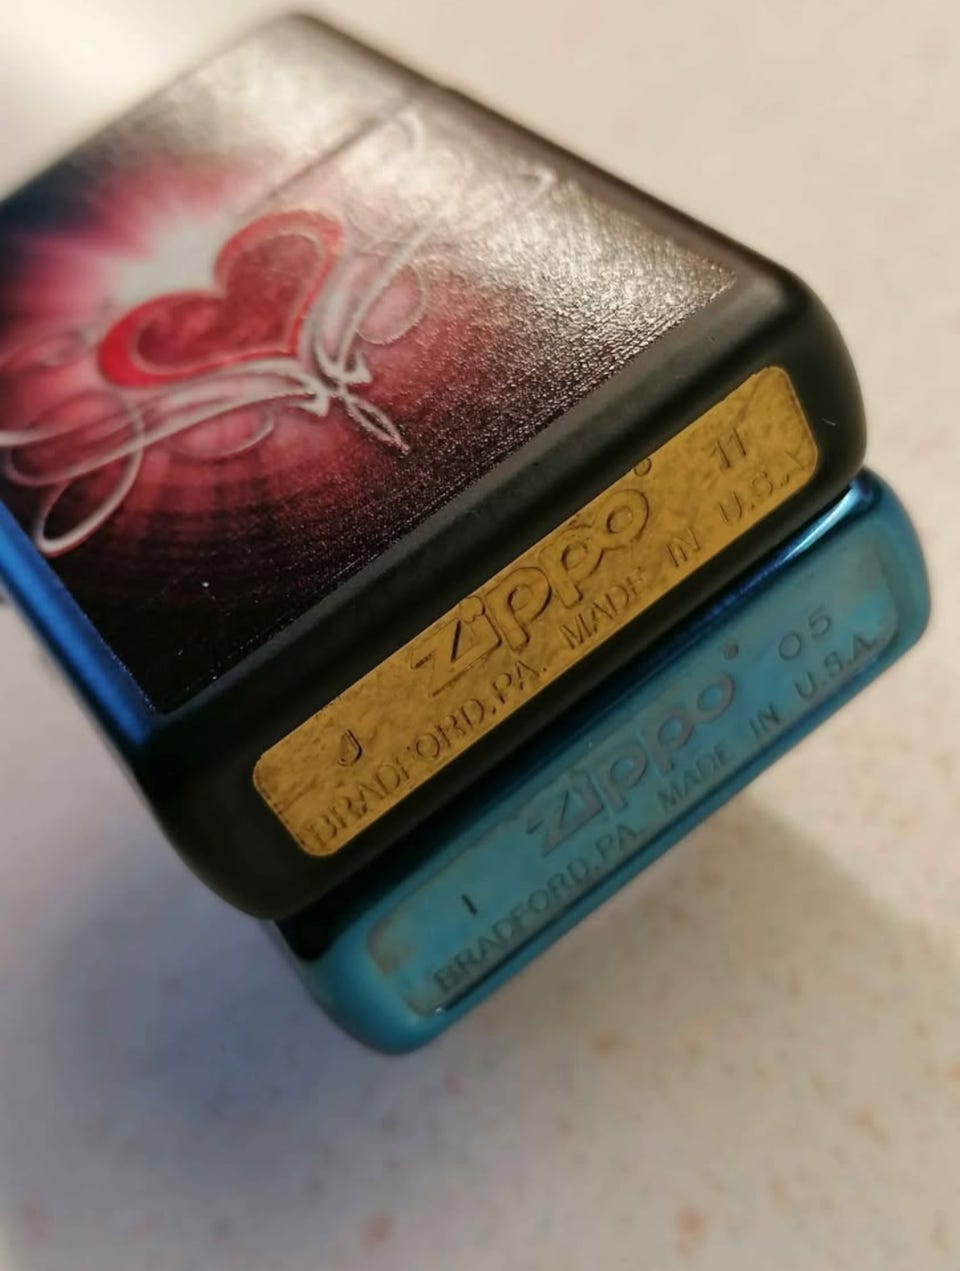 J zippo® 11
BRADFORD,PA. MADE IN U.S.A
I zippo® 05
BRADFORD,PA. MADE IN U.S.A.